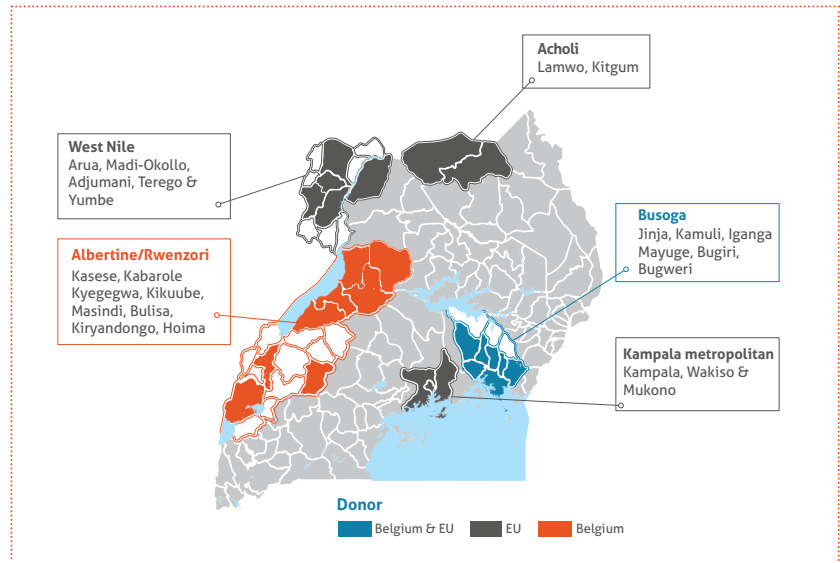 Acholi
Lamwo, Kitgum
West Nile
Arua, Madi-Okollo,
Adjumani, Terego &
Yumbe
Busoga
Jinja, Kamuli, Iganga
Mayuge, Bugiri,
Bugweri
Albertine/Rwenzori
Kasese, Kabarole
Kyegegwa, Kikuube,
Masindi, Bulisa,
Kiryandongo, Hoima
Kampala metropolitan
Kampala, Wakiso &
Mukono
Donor
Belgium & EU
EU
Belgium